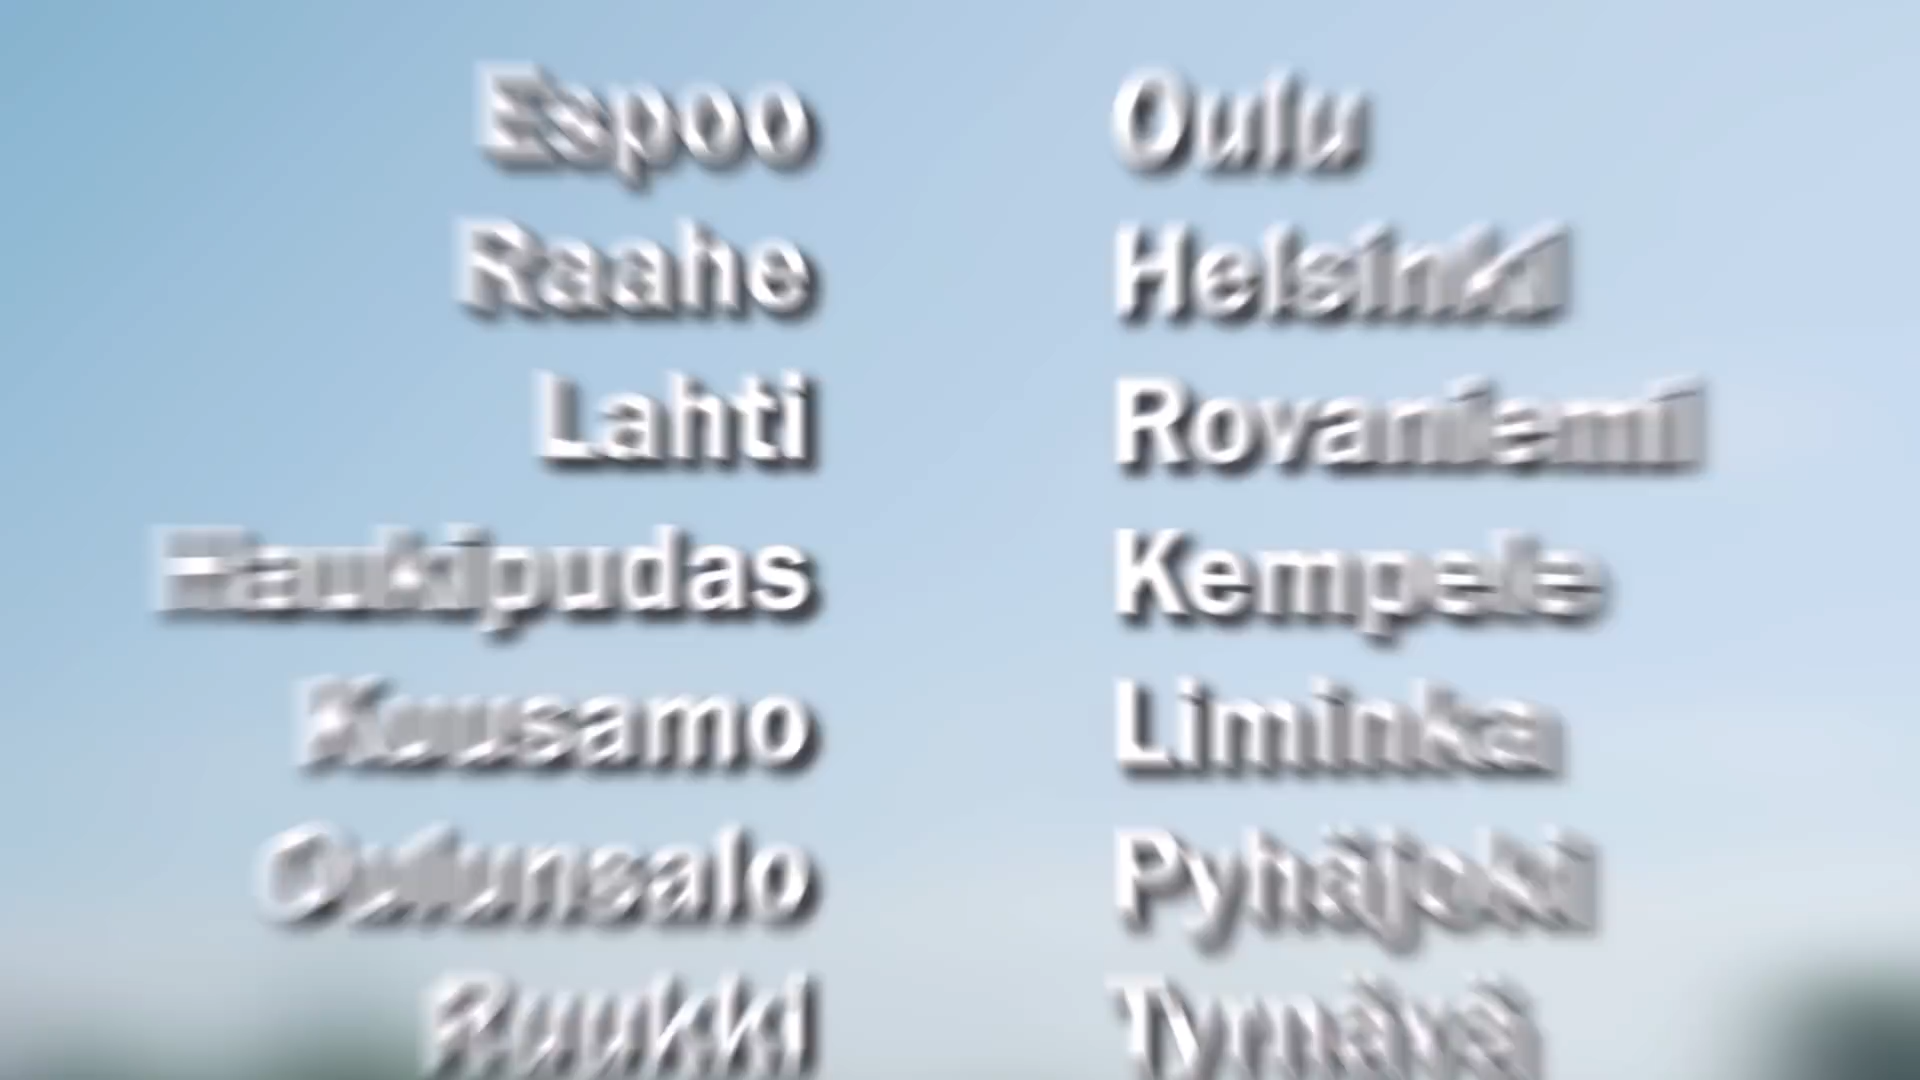 Espoo
Raahe
Lahti
Haukipudas
Kuusamo
Oulunsalo
Ruukki
Oulu
Helsinki
Rovaniemi
Kempele
Liminka
Pyhäjoki
Tyrnävä